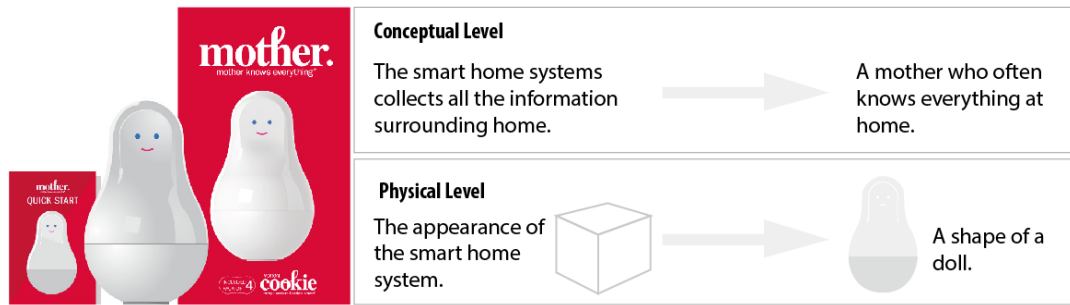 mother.
mother knows everything"
mother.
QUICK START
4
cookie
Conceptual Level
The smart home systems
collects all the information
surrounding home.
A mother who often
knows everything at
home.
Physical Level
The appearance of
the smart home
system.
A shape of a
doll.